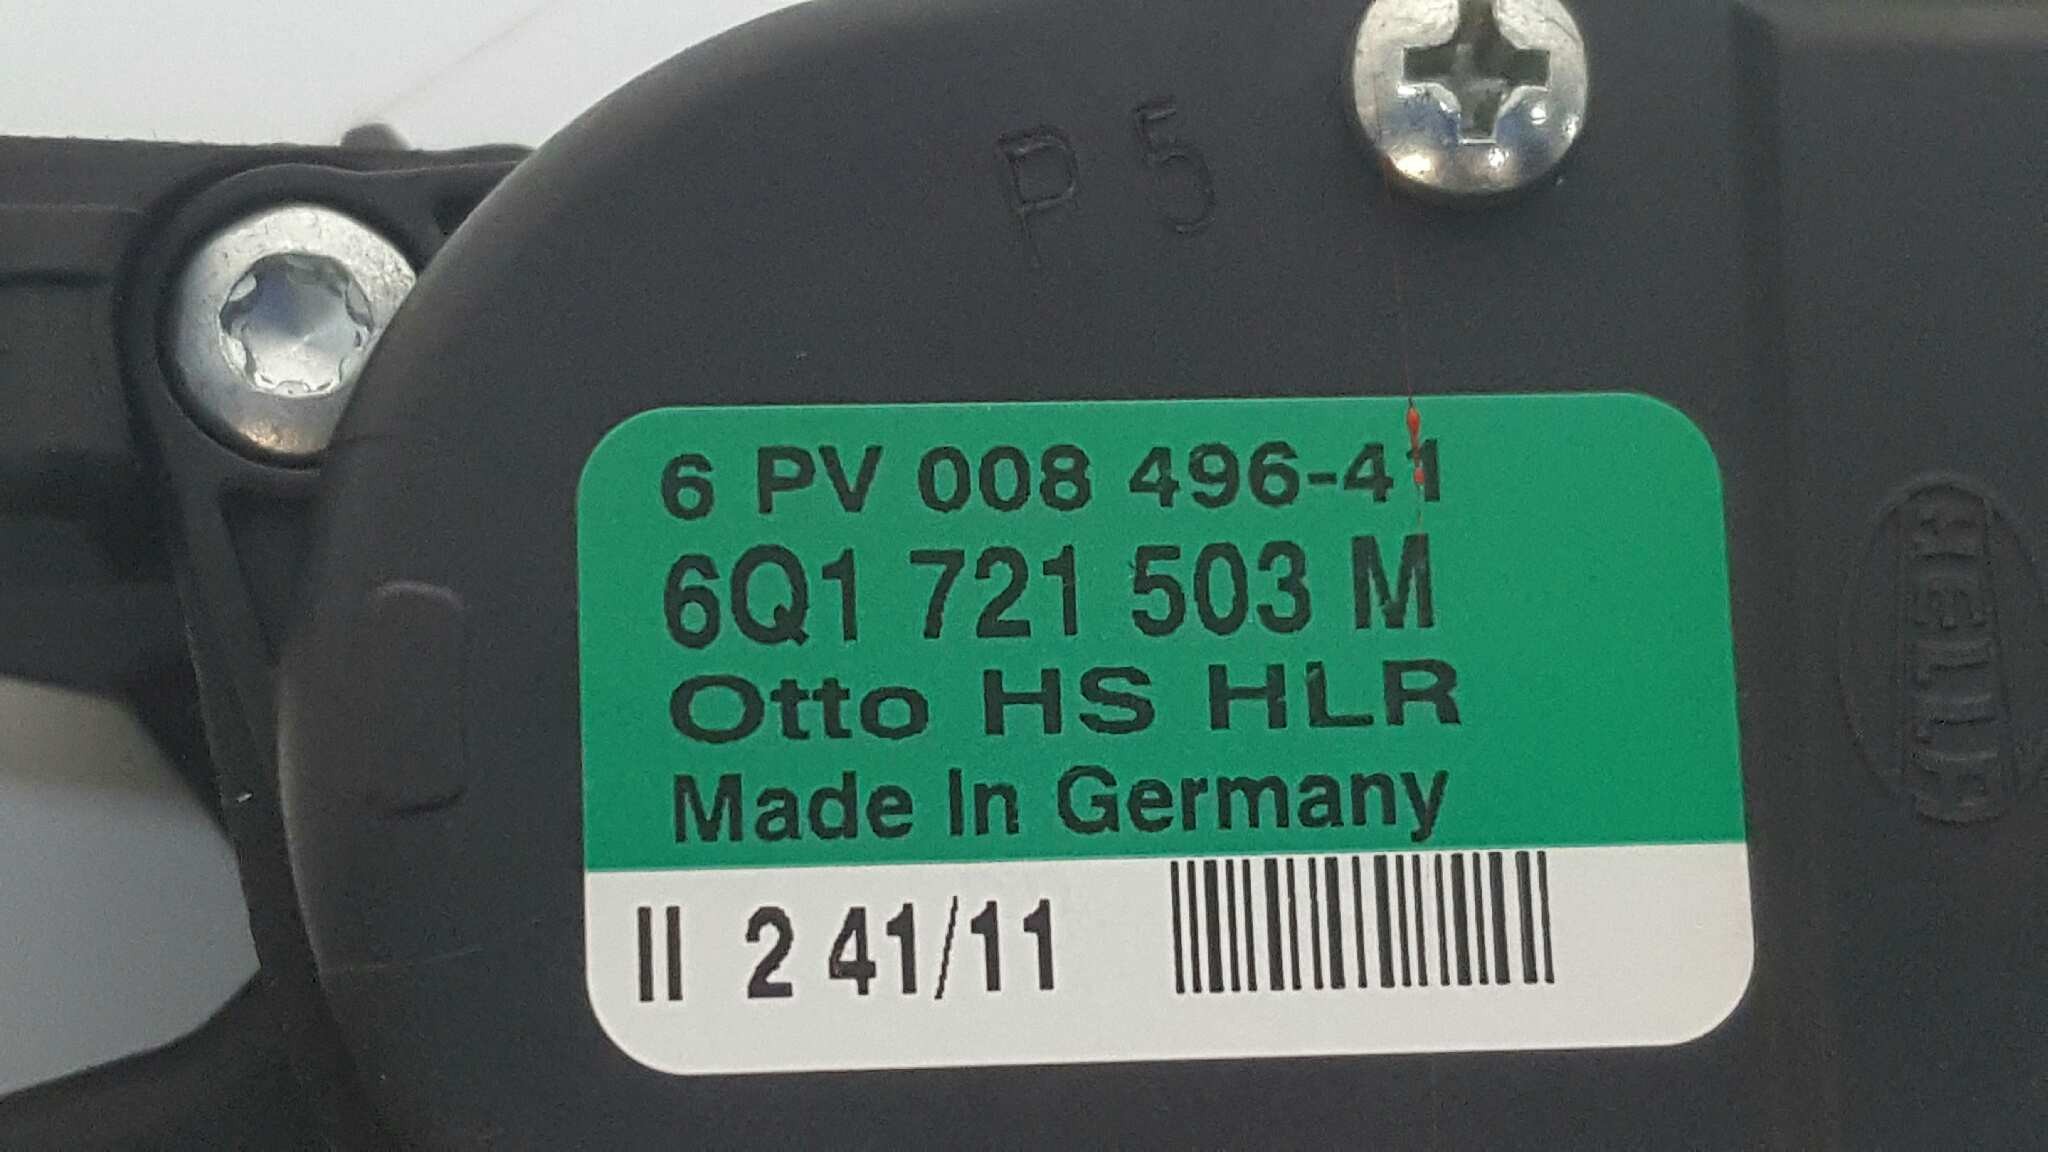 P 5
6 PV 008 496-41
6Q1 721 503 M
Otto HS HLR
Made In Germany
II 2 41/11
HELLA